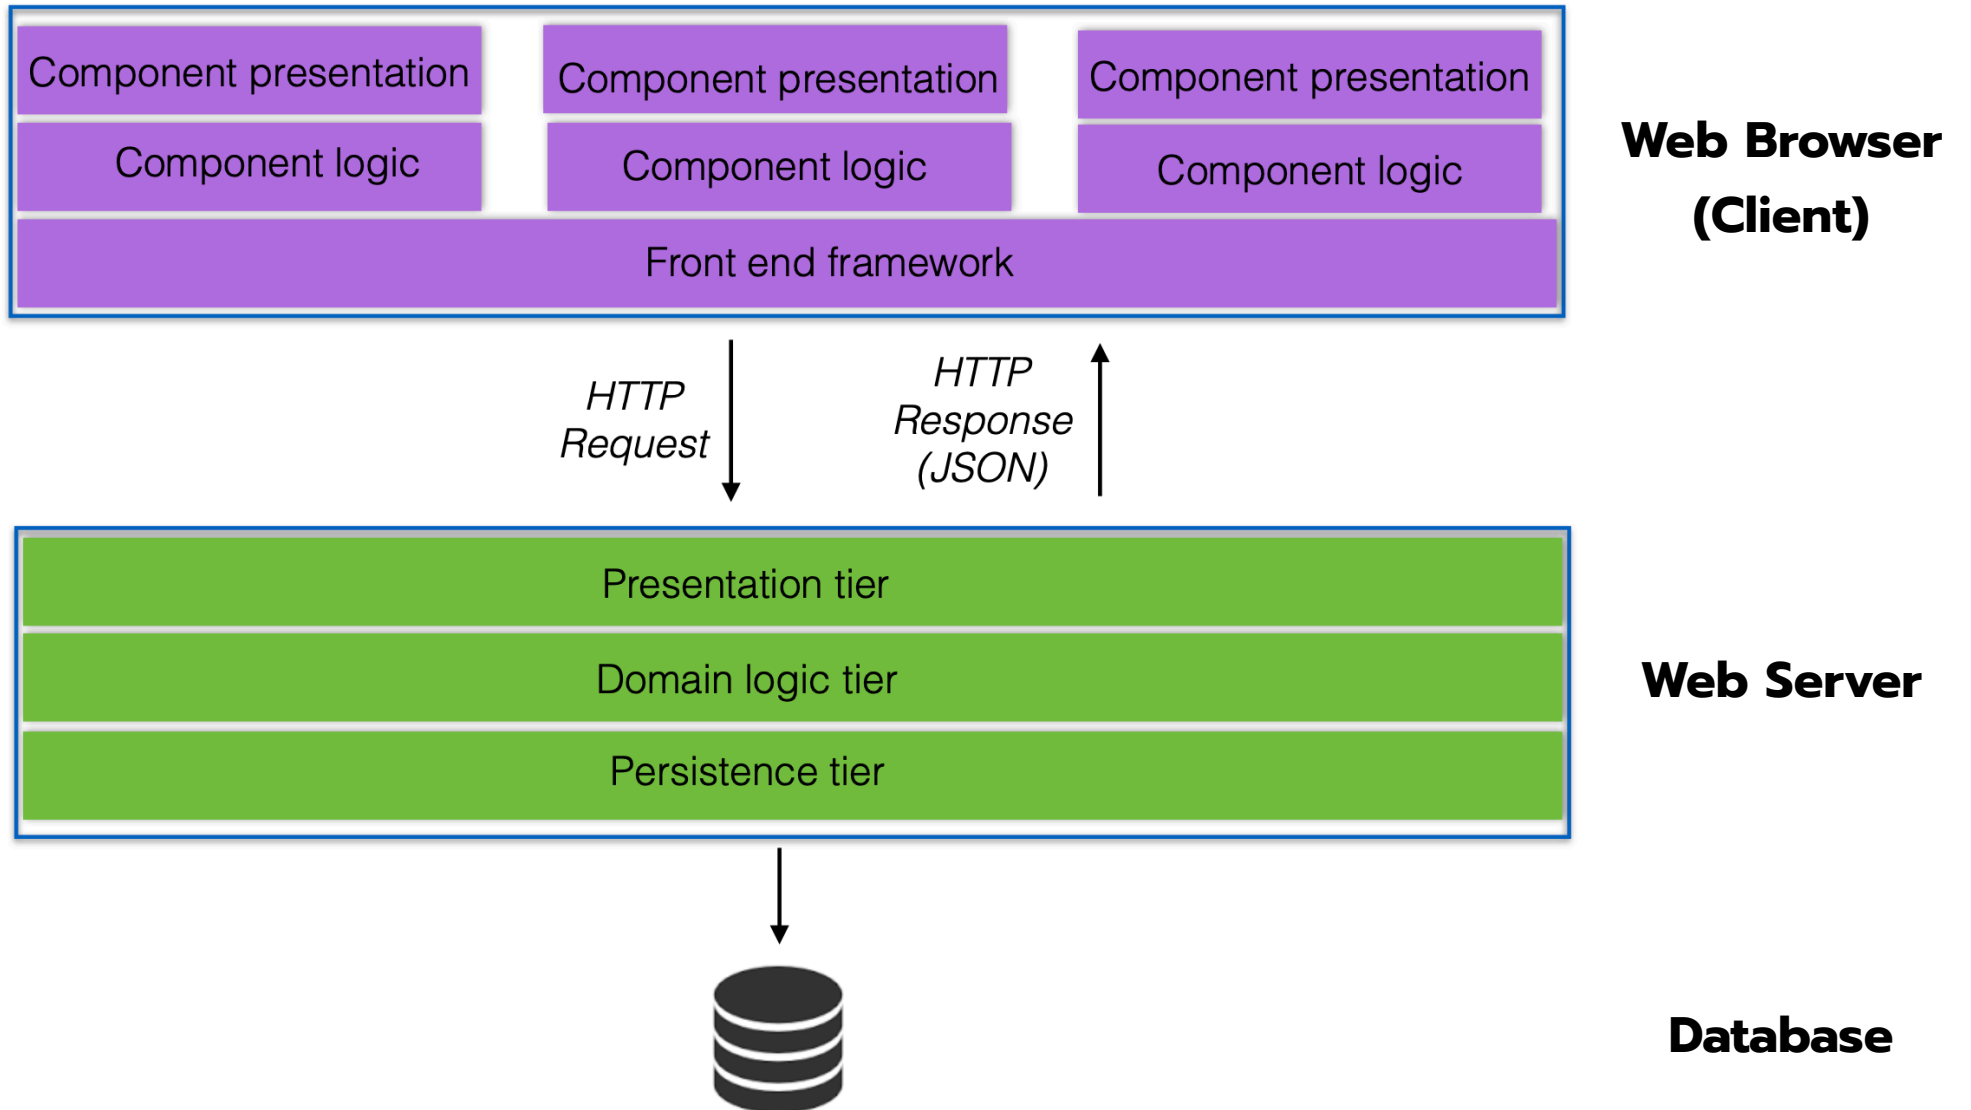 Component presentation
Component presentation
Component presentation
Component logic
Component logic
Component logic
Front end framework
Web Browser
(Client)
HTTP
Request
HTTP
Response
(JSON)
Presentation tier
Domain logic tier
Persistence tier
Web Server
Database